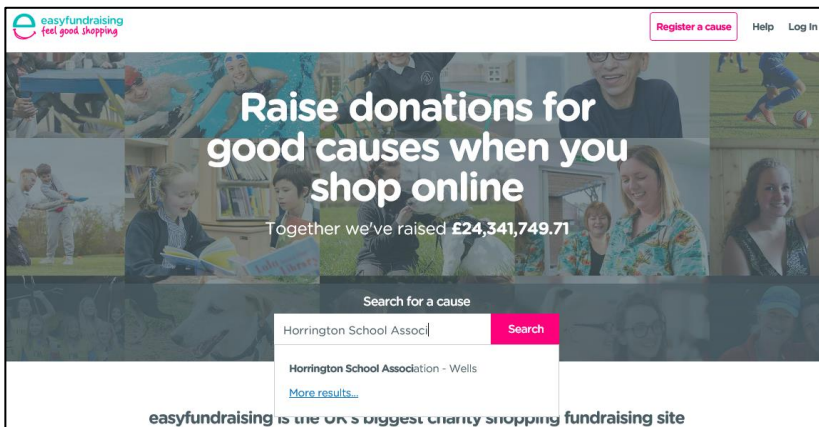 easyfundraising
feel good shopping
Register a cause Help Log In
Raise donations for
good causes when you
shop online
Together we've raised £24,341,749.71
Search for a cause
Horrington School Associ Search
Horrington School Association - Wells
More results...
easyfundraising is the UK's biggest charity shopping fundraising site